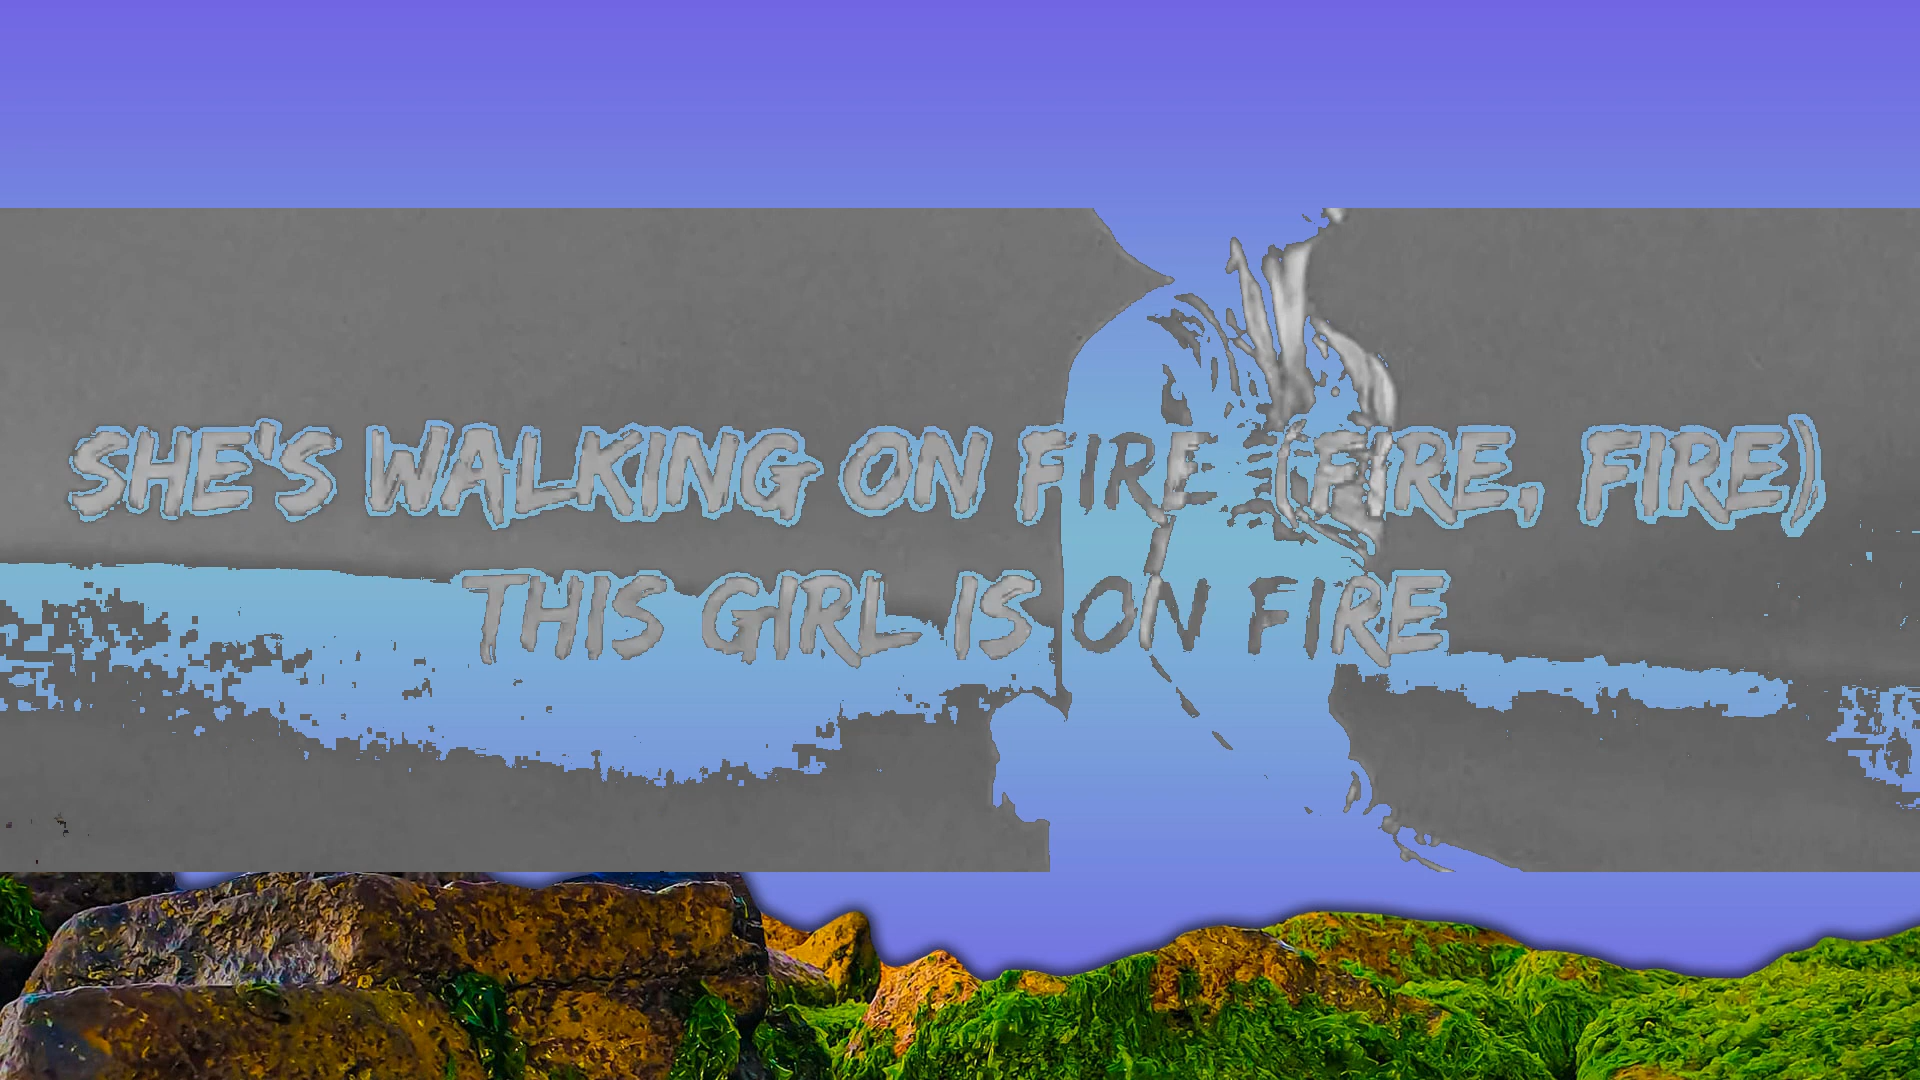 SHE'S WALKING ON FIRE (FIRE, FIRE)
THIS GIRL IS ON FIRE